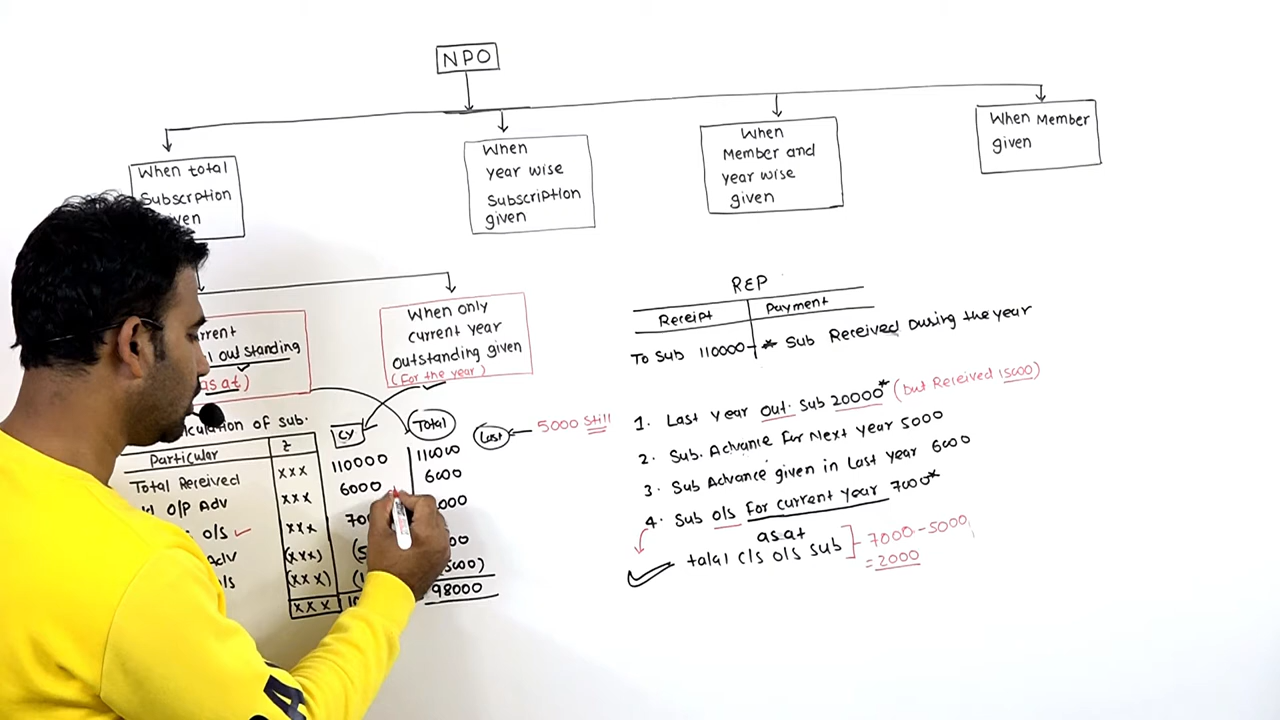 NPO
When total
Subscrption
When
year wise
Subscription
given
When
Member and
year wise
given
When Member
given
outstanding
as at)
When only
current year
outstanding given
(For the year)
REP
Receipt
Payment
To Sub 110000
* Sub Received During the year
of sub.
Particular
₹
CY
Total
Last
5000 Still
Total Received
xxx
110000
110000
O/P Adv
xxx
6000
6000
o/s
xxx
Adv
(xxx)
(xxx)
xxx
98000
1. Last year out. Sub 20000* (but Received 15000)
2. Sub. Advance For Next year 5000
3. Sub Advance given in Last year 6000
4. Sub o/s For current year 7000*
as at
total c/s o/s sub
7000-5000
= 2000